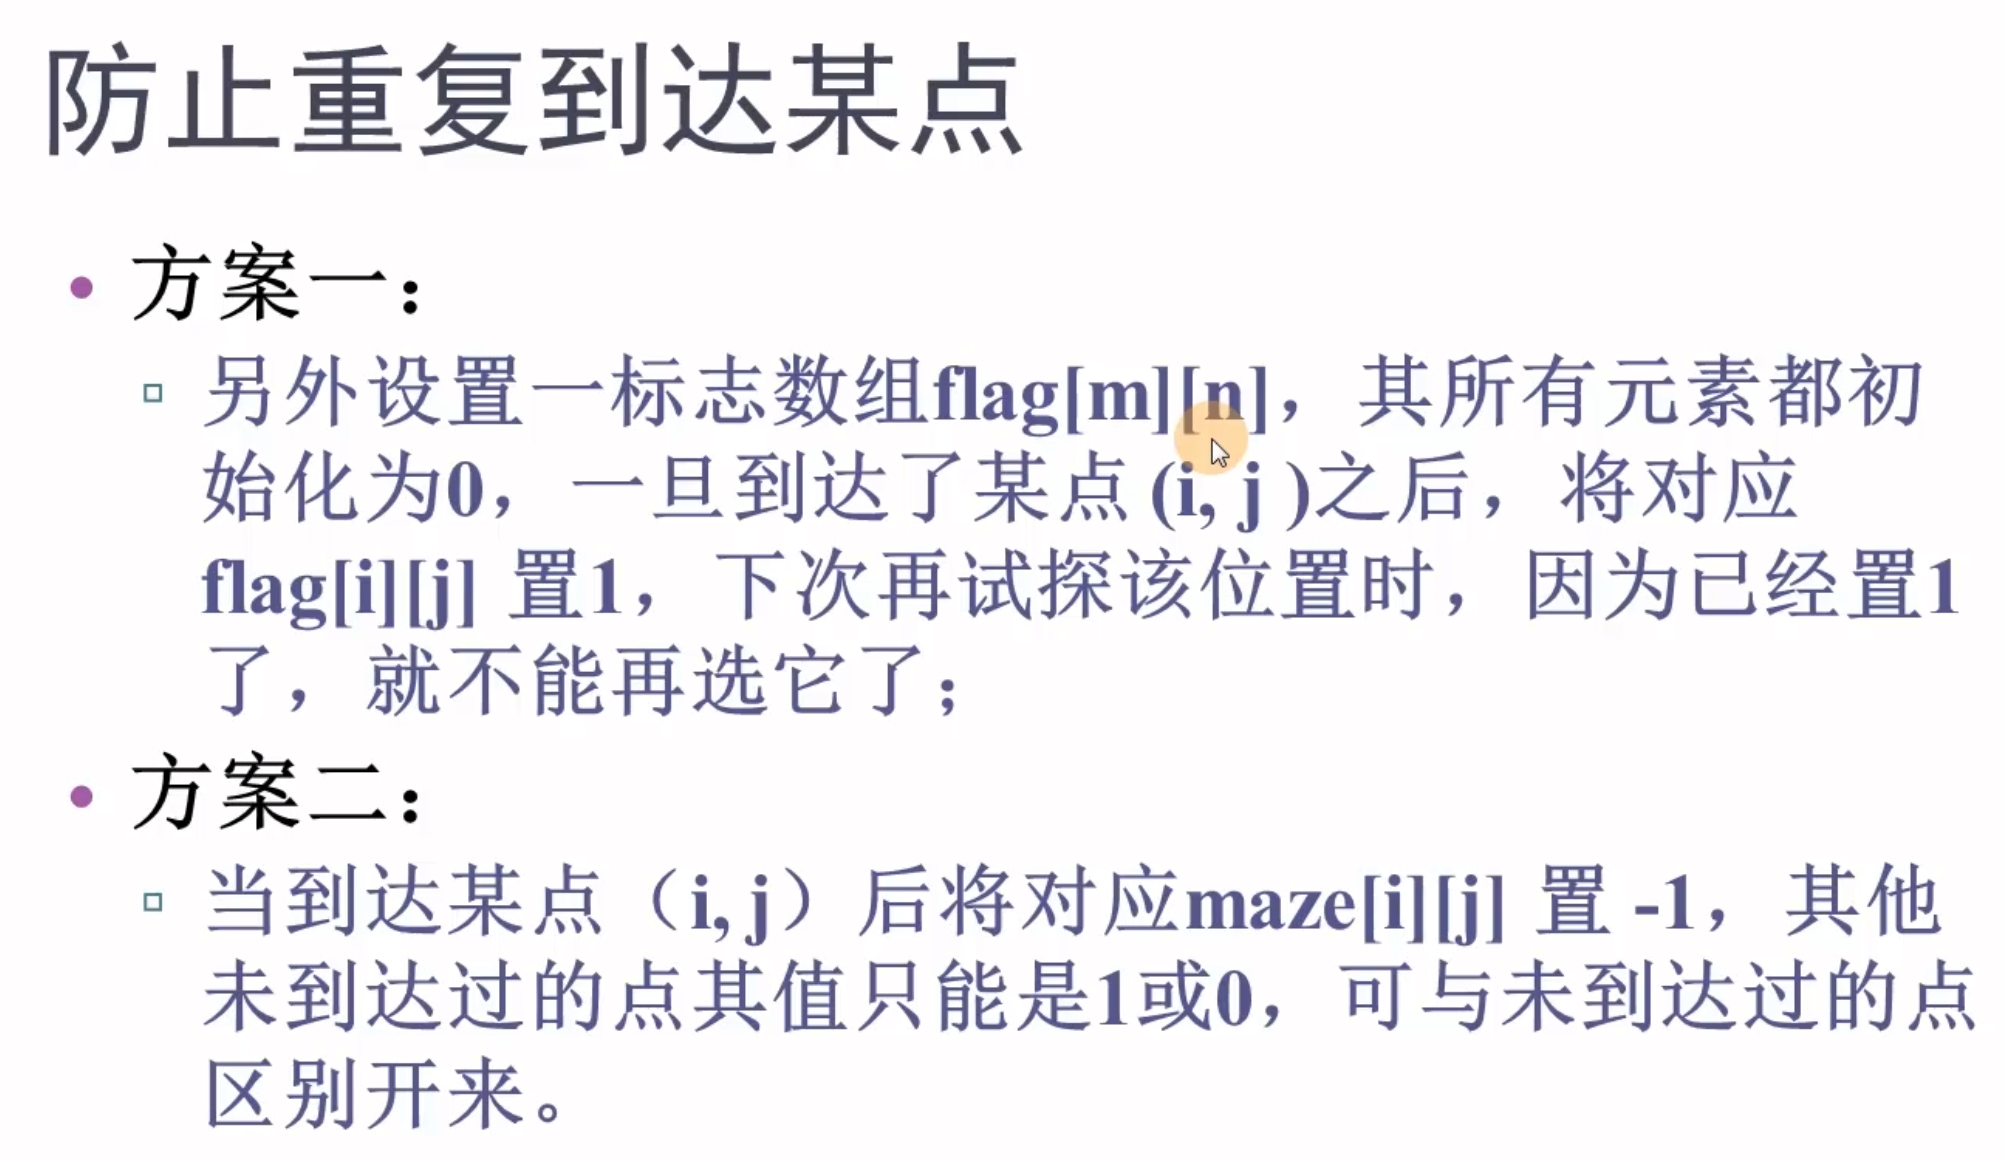 防止重复到达某点
方案一：
另外设置一标志数组flag[m][n]，其所有元素都初
始化为0，一旦到达了某点 (i, j )之后，将对应
flag[i][j] 置1，下次再试探该位置时，因为已经置1
了，就不能再选它了；
方案二：
当到达某点（i, j）后将对应maze[i][j] 置 -1，其他
未到达过的点其值只能是1或0，可与未到达过的点
区别开来。